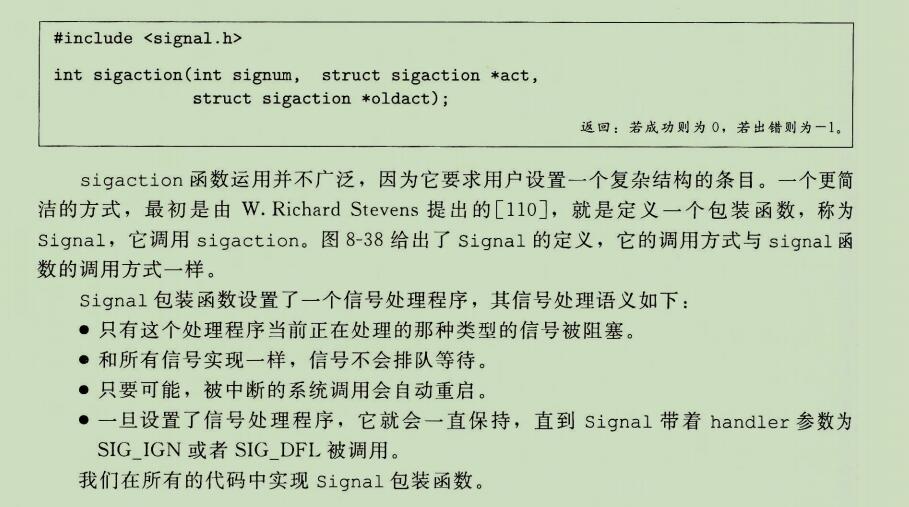 #include <signal.h>
int sigaction(int signum, struct sigaction *act,
struct sigaction *oldact);
返回：若成功则为 0，若出错则为－1。
sigaction 函数运用并不广泛，因为它要求用户设置一个复杂结构的条目。一个更简
洁的方式，最初是由 W. Richard Stevens 提出的[110]，就是定义一个包装函数，称为
Signal，它调用 sigaction。图 8-38 给出了 Signal 的定义，它的调用方式与 signal 函
数的调用方式一样。
Signal 包装函数设置了一个信号处理程序，其信号处理语义如下：
● 只有这个处理程序当前正在处理的那种类型的信号被阻塞。
● 和所有信号实现一样，信号不会排队等待。
● 只要可能，被中断的系统调用会自动重启。
● 一旦设置了信号处理程序，它就会一直保持，直到 Signal 带着 handler 参数为
SIG_IGN 或者 SIG_DFL 被调用。
我们在所有的代码中实现 Signal 包装函数。